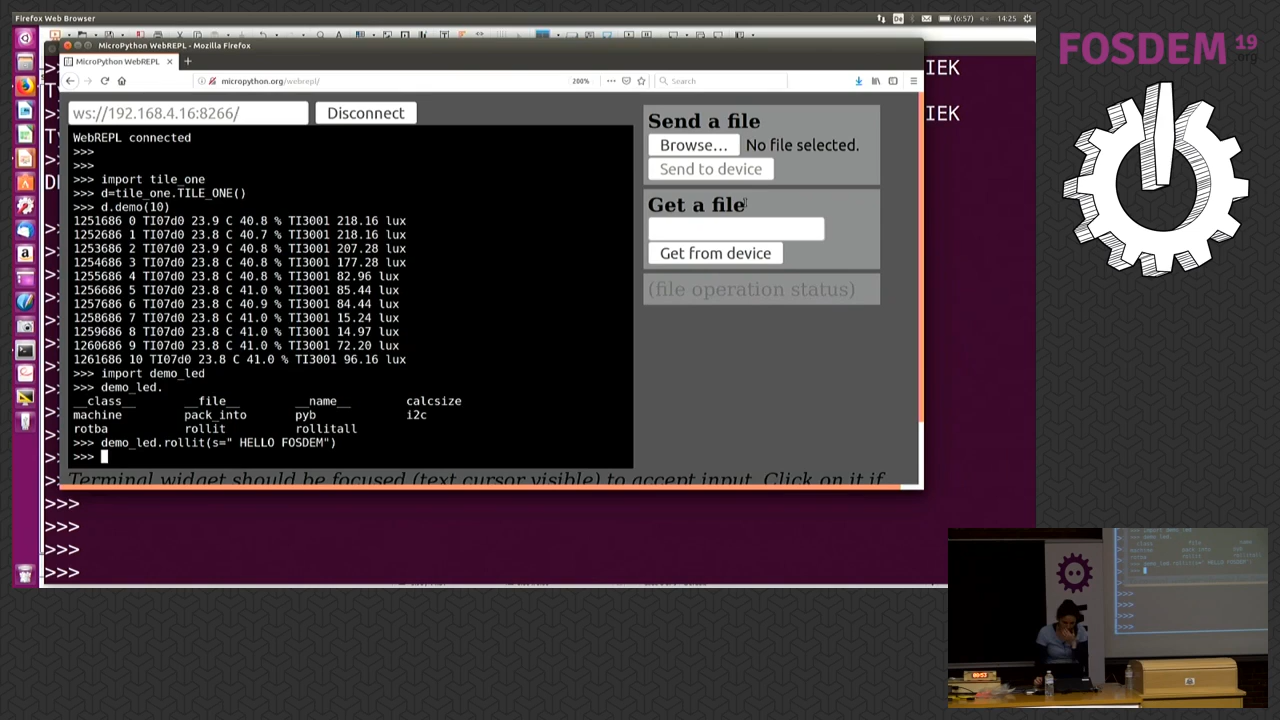 Firefox Web Browser
De
(6:57)
14:25
MicroPython WebREPL - Mozilla Firefox
MicroPython WEBREPL
micropython.org/webrepl/
200%
Search
ws://192.168.4.16:8266/
Disconnect
WebREPL connected
>>>
>>>
>>> import tile_one
>>> d=tile_one.TILE_ONE()
>>> d.demo(10)
1251686 0 TI07d0 23.9 C 40.8 % TI3001 218.16 lux
1252686 1 TI07d0 23.8 C 40.7 % TI3001 218.16 lux
1253686 2 TI07d0 23.9 C 40.8 % TI3001 207.28 lux
1254686 3 TI07d0 23.8 C 40.8 % TI3001 177.28 lux
1255686 4 TI07d0 23.8 C 40.8 % TI3001 82.96 lux
1256686 5 TI07d0 23.8 C 41.0 % TI3001 85.44 lux
1257686 6 TI07d0 23.8 C 40.9 % TI3001 84.44 lux
1258686 7 TI07d0 23.8 C 41.0 % TI3001 15.24 lux
1259686 8 TI07d0 23.8 C 41.0 % TI3001 14.97 lux
1260686 9 TI07d0 23.8 C 41.0 % TI3001 72.20 lux
1261686 10 TI07d0 23.8 C 41.0 % TI3001 96.16 lux
>>> import demo_led
>>> demo_led.
__class__ __file__ __name__ calcsize
machine pack_into pyb i2c
rotba rollit rollitall
>>> demo_led.rollit(s=" HELLO FOSDEM")
>>>
Terminal widget should be focused (text cursor visible) to accept input. Click on it if
Send a file
Browse... No file selected.
Send to device
Get a file
Get from device
(file operation status)
IEK
IEK
>>>
>>>
>>>
>>>
FOSDEM 19
.org